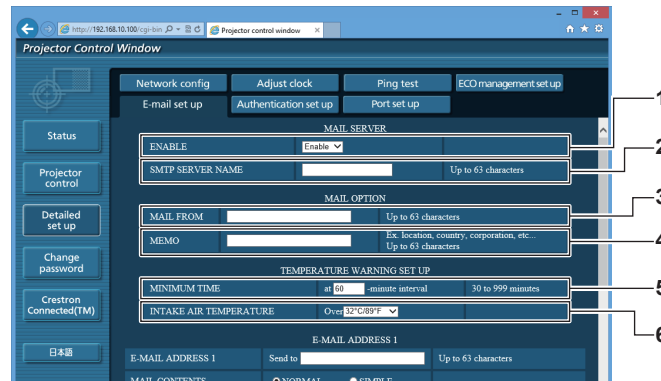 http://192.168.10.100/cgi-bin
Projector control window
Projector Control Window
Network config
Adjust clock
Ping test
ECO management set up
E-mail set up
Authentication set up
Port set up
Status
Projector control
Detailed set up
Change password
Crestron Connected(TM)
日本語
MAIL SERVER
ENABLE Enable
SMTP SERVER NAME Up to 63 characters
MAIL OPTION
MAIL FROM Up to 63 characters
MEMO Ex. location, country, corporation, etc...
Up to 63 characters
TEMPERATURE WARNING SET UP
MINIMUM TIME at 60 -minute interval 30 to 999 minutes
INTAKE AIR TEMPERATURE Over 32°C/89°F
E-MAIL ADDRESS 1
E-MAIL ADDRESS 1 Send to Up to 63 characters
MAIL CONTENTS NORMAL SIMPLE
1
2
3
4
5
6